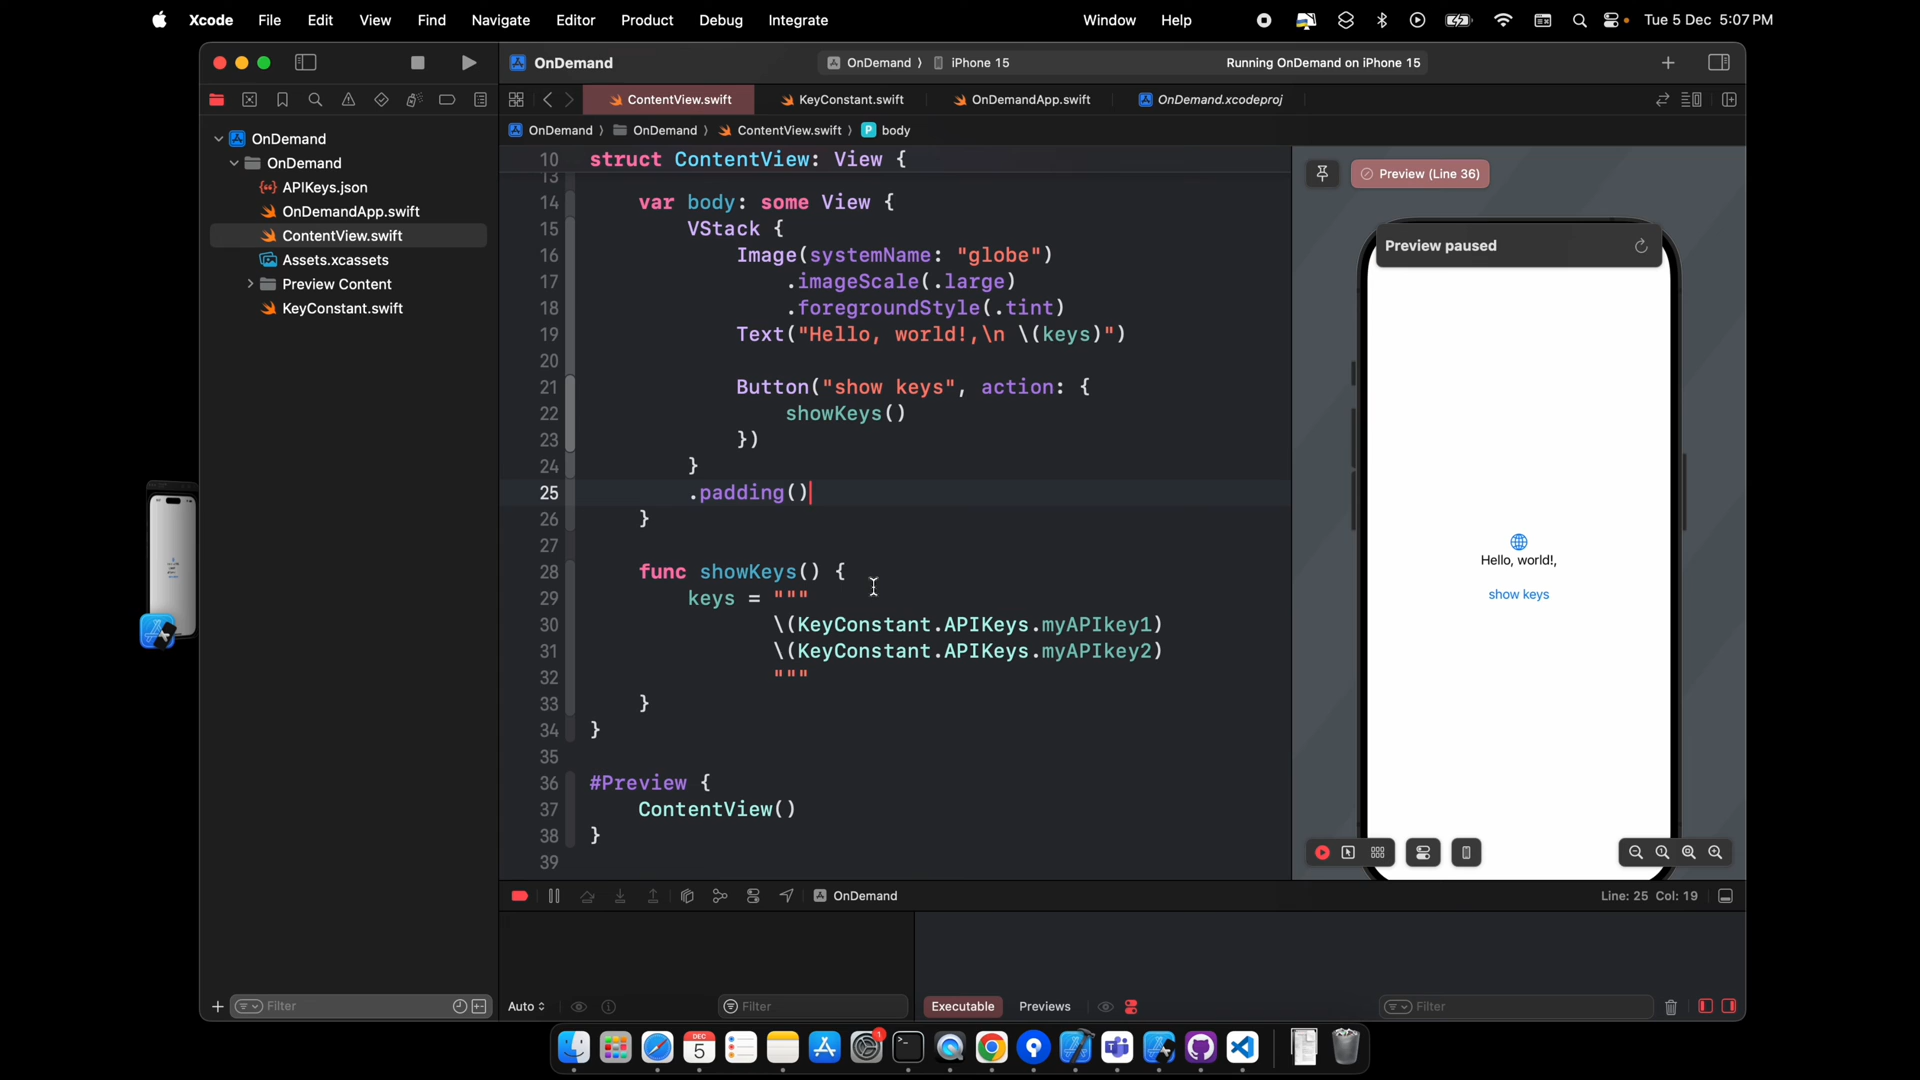 Xcode File Edit View Find Navigate Editor Product Debug Integrate Window Help Tue 5 Dec 5:07 PM
OnDemand
OnDemand 〉 iPhone 15
Running OnDemand on iPhone 15
ContentView.swift
KeyConstant.swift
OnDemandApp.swift
OnDemand.xcodeproj
OnDemand 〉 OnDemand 〉 ContentView.swift 〉 P body
OnDemand
OnDemand
APIKeys.json
OnDemandApp.swift
ContentView.swift
Assets.xcassets
Preview Content
KeyConstant.swift
10 struct ContentView: View {
13
14 var body: some View {
15 VStack {
16 Image(systemName: "globe")
17 .imageScale(.large)
18 .foregroundStyle(.tint)
19 Text("Hello, world!,\n \(keys)")
20
21 Button("show keys", action: {
22 showKeys()
23 })
24 }
25 .padding()
26 }
27
28 func showKeys() {
29 keys = """
30 \(KeyConstant.APIKeys.myAPIkey1)
31 \(KeyConstant.APIKeys.myAPIkey2)
32 """
33 }
34 }
35
36 #Preview {
37 ContentView()
38 }
39
Preview (Line 36)
Preview paused
Hello, world!,
show keys
OnDemand
Line: 25 Col: 19
Filter
Auto
Filter
Executable
Previews
Filter
DEC
5
1